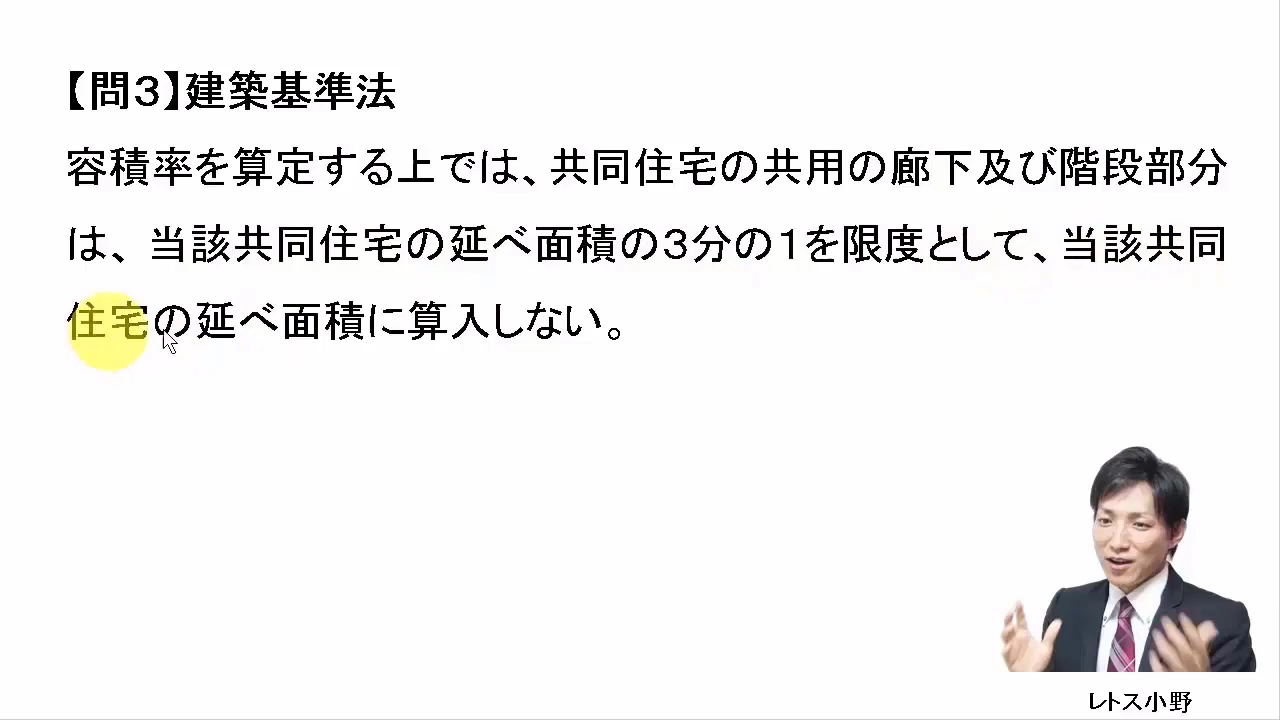 【問3】建築基準法
容積率を算定する上では、共同住宅の共用の廊下及び階段部分
は、当該共同住宅の延べ面積の3分の1を限度として、当該共同
住宅の延べ面積に算入しない。
レトス小野